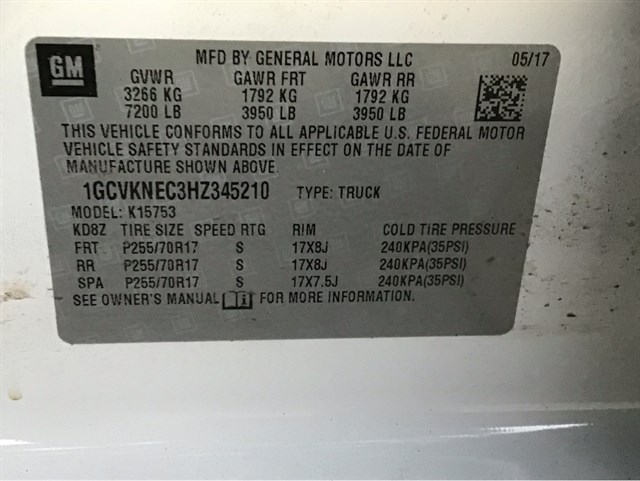 GM
MFD BY GENERAL MOTORS LLC 05/17
GVWR GAWR FRT GAWR RR
3266 KG 1792 KG 1792 KG
7200 LB 3950 LB 3950 LB
THIS VEHICLE CONFORMS TO ALL APPLICABLE U.S. FEDERAL MOTOR
VEHICLE SAFETY STANDARDS IN EFFECT ON THE DATE OF
MANUFACTURE SHOWN ABOVE.
1GCVKNEC3HZ345210 TYPE: TRUCK
MODEL: K15753
KD8Z TIRE SIZE SPEED RTG RIM COLD TIRE PRESSURE
FRT P255/70R17 S 17X8J 240KPA(35PSI)
RR P255/70R17 S 17X8J 240KPA(35PSI)
SPA P255/70R17 S 17X7.5J 240KPA(35PSI)
SEE OWNER'S MANUAL FOR MORE INFORMATION.